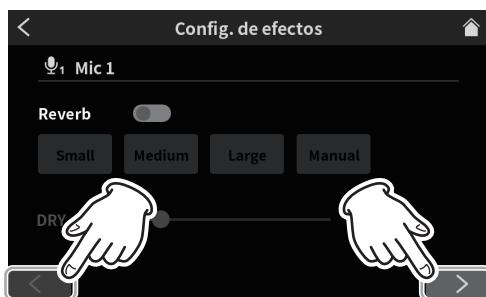 Config. de efectos
1 Mic 1
Reverb
Small Medium Large Manual
DRY